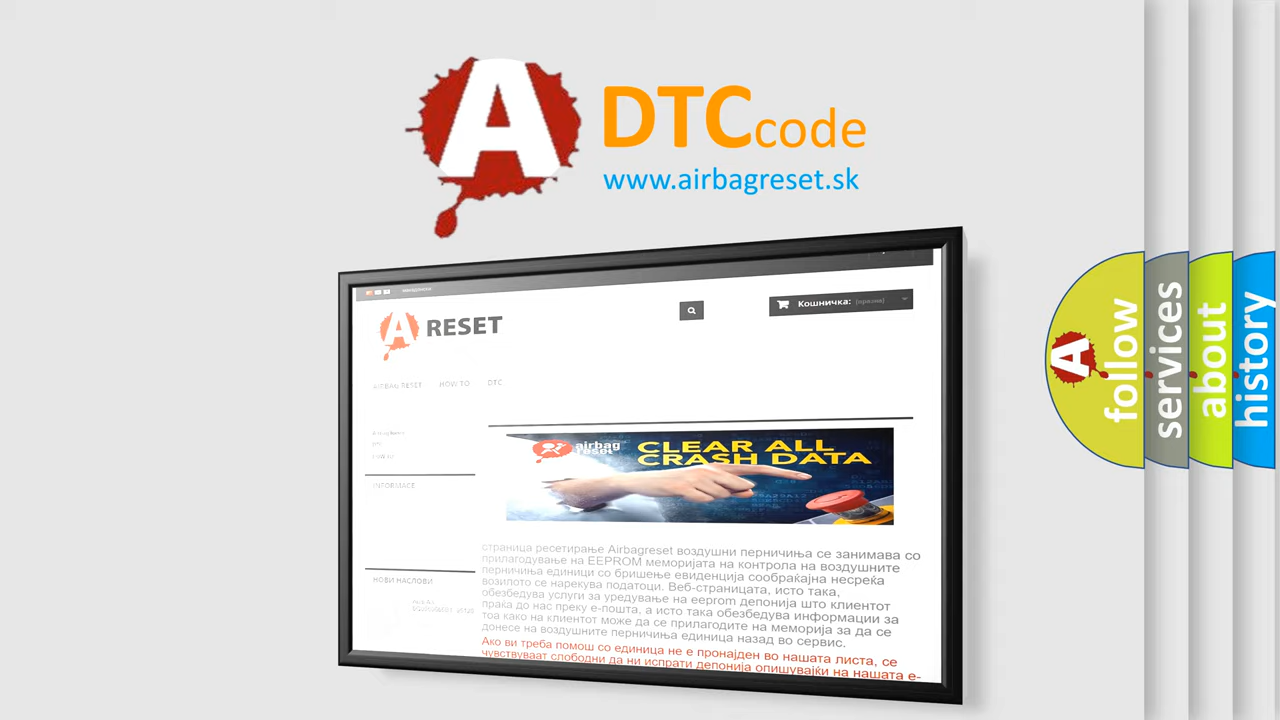 A DTCcode
www.airbagreset.sk
A RESET
Кошничка: (празна)
AIRBAG RESET HOW TO DTC
INFORMACE
НОВИ НАСЛОВИ
airbag
reset
CLEAR ALL
CRASH DATA
страница ресетирање Airbagreset воздушни перничиња се занимава со
прилагодување на EEPROM меморијата на контрола на воздушните
перничиња единици со бришење евиденција сообраќајна несреќа
возилото се нарекува податоци. Веб-страницата, исто така,
обезбедува услуги за уредување на eeprom депонија што клиентот
праќа до нас преку е-пошта, а исто така обезбедува информации за
тоа како на клиентот може да се прилагодите на меморија за да се
донесе на воздушните перничиња единица назад во сервис.
Ако ви треба помош со единица не е пронајден во нашата листа, се
чувствуваат слободни да ни испрати депонија опишувајќи на нашата е-
A follow
services
about
history